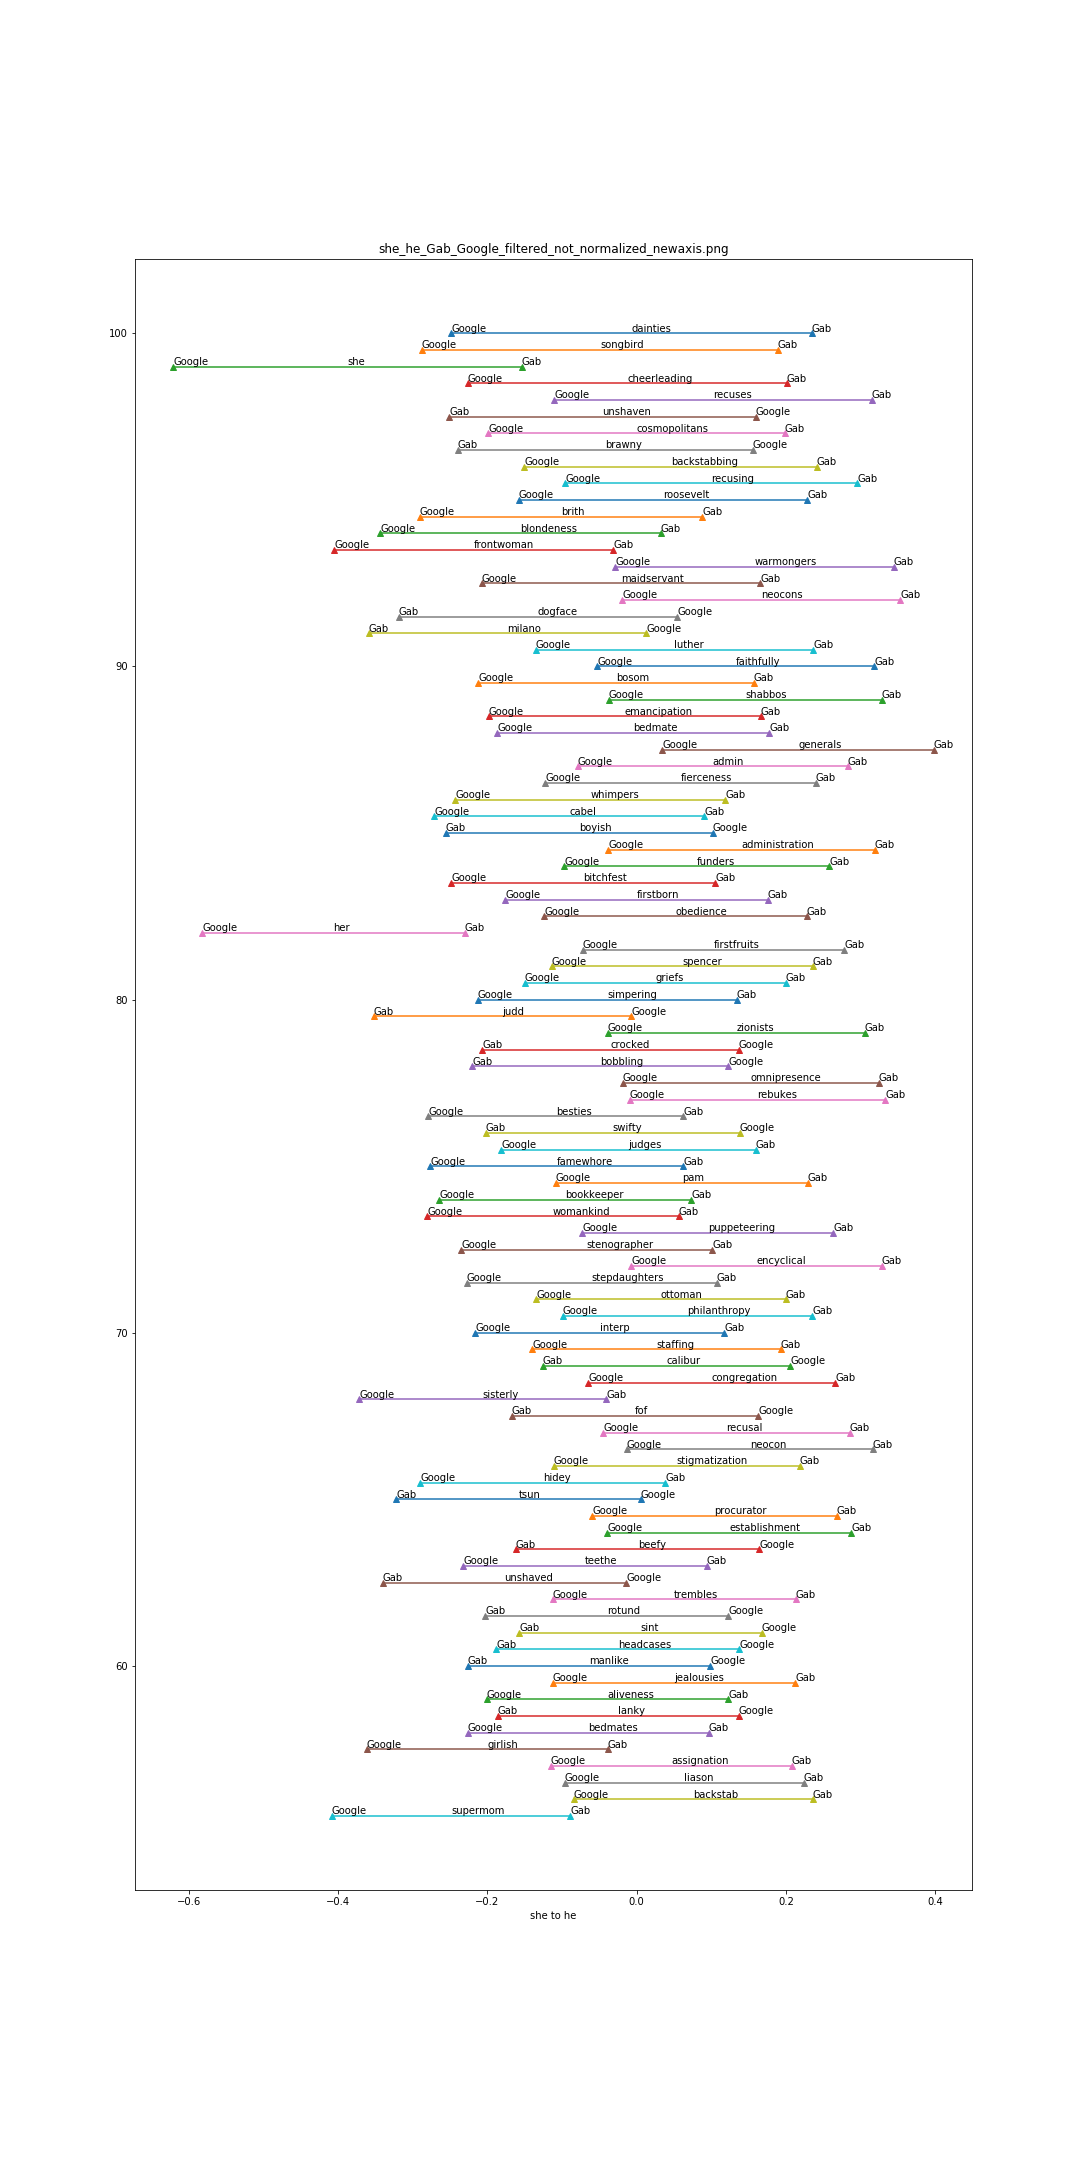 she_he_Gab_Google_filtered_not_normalized_newaxis.png
100
Google dainties Gab
Google songbird Gab
Google she Gab
Google cheerleading Gab
Google recuses Gab
Gab unshaven Google
Google cosmopolitans Gab
Gab brawny Google
Google backstabbing Gab
Google recusing Gab
Google roosevelt Gab
Google brith Gab
Google blondeness Gab
Google frontwoman Gab
Google warmongers Gab
Google maidservant Gab
Google neocons Gab
Gab dogface Google
Gab milano Google
Google luther Gab
90
Google faithfully Gab
Google bosom Gab
Google shabbos Gab
Google emancipation Gab
Google bedmate Gab
Google generals Gab
Google admin Gab
Google fierceness Gab
Google whimpers Gab
Google cabel Gab
Gab boyish Google
Google administration Gab
Google funders Gab
Google bitchfest Gab
Google firstborn Gab
Google obedience Gab
Google her Gab
Google firstfruits Gab
Google spencer Gab
Google griefs Gab
80
Google simpering Gab
Gab judd Google
Google zionists Gab
Gab crocked Google
Gab bobbling Google
Google omnipresence Gab
Google rebukes Gab
Google besties Gab
Gab swifty Google
Google judges Gab
Google famewhore Gab
Google pam Gab
Google bookkeeper Gab
Google womankind Gab
Google puppeteering Gab
Google stenographer Gab
Google encyclical Gab
Google stepdaughters Gab
Google ottoman Gab
Google philanthropy Gab
70
Google interp Gab
Google staffing Gab
Gab calibur Google
Google congregation Gab
Google sisterly Gab
Gab fof Google
Google recusal Gab
Google neocon Gab
Google stigmatization Gab
Google hidey Gab
Gab tsun Google
Google procurator Gab
Google establishment Gab
Gab beefy Google
Google teethe Gab
Gab unshaved Google
Google trembles Gab
Gab rotund Google
Gab sint Google
Gab headcases Google
60
Gab manlike Google
Google jealousies Gab
Google aliveness Gab
Gab lanky Google
Google bedmates Gab
Google girlish Gab
Google assignation Gab
Google liason Gab
Google backstab Gab
Google supermom Gab
−0.6 −0.4 −0.2 0.0 0.2 0.4
she to he